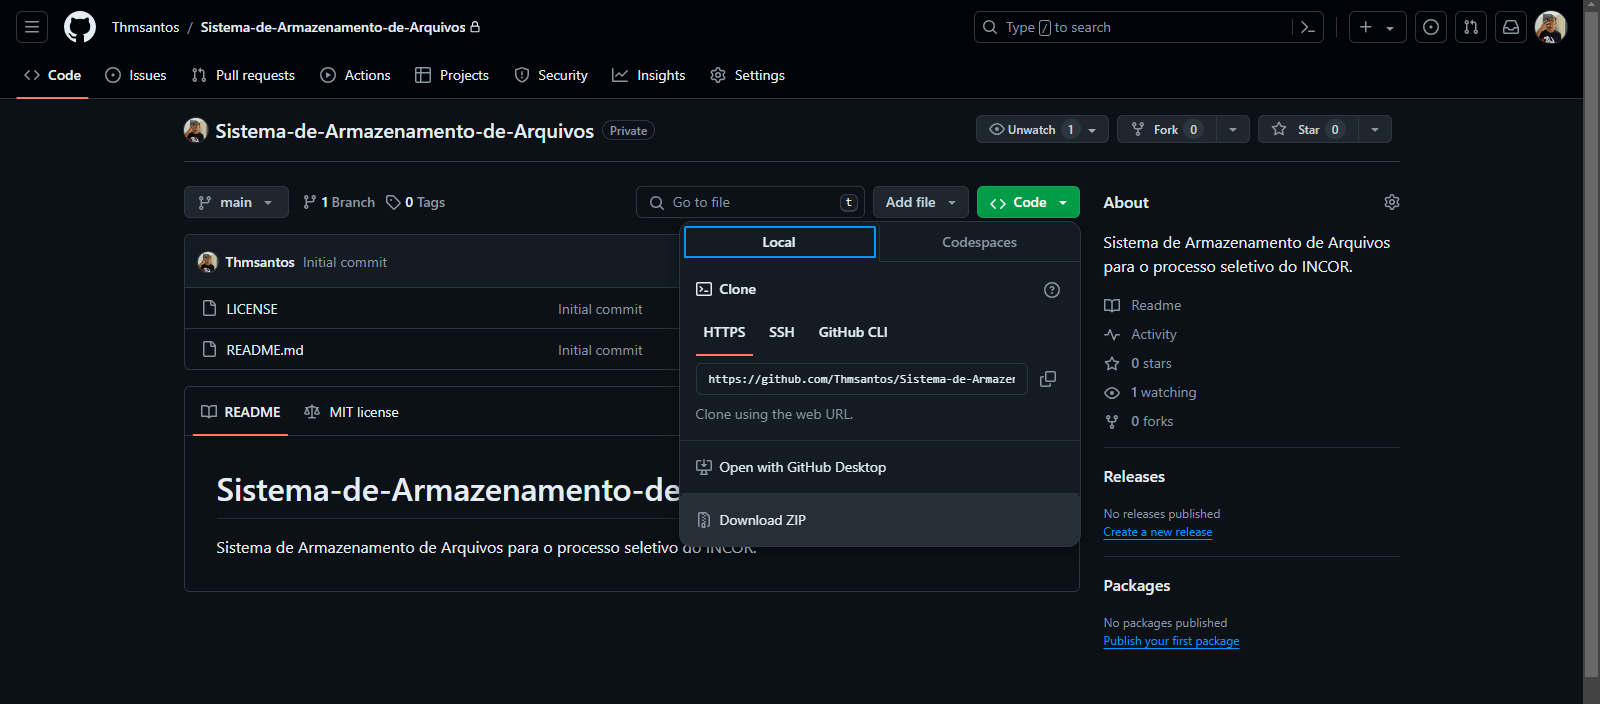 Thmsantos / Sistema-de-Armazenamento-de-Arquivos
Type / to search
Code Issues Pull requests Actions Projects Security Insights Settings
Sistema-de-Armazenamento-de-Arquivos Private
Unwatch 1 Fork 0 Star 0
main 1 Branch 0 Tags
Go to file t Add file Code
Thmsantos Initial commit
LICENSE Initial commit
README.md Initial commit
README MIT license
Sistema-de-Armazenamento-de
Sistema de Armazenamento de Arquivos para o processo seletivo do INCOR.
Local Codespaces
Clone
HTTPS SSH GitHub CLI
https://github.com/Thmsantos/Sistema-de-Armazer
Clone using the web URL.
Open with GitHub Desktop
Download ZIP
About
Sistema de Armazenamento de Arquivos
para o processo seletivo do INCOR.
Readme
Activity
0 stars
1 watching
0 forks
Releases
No releases published
Create a new release
Packages
No packages published
Publish your first package